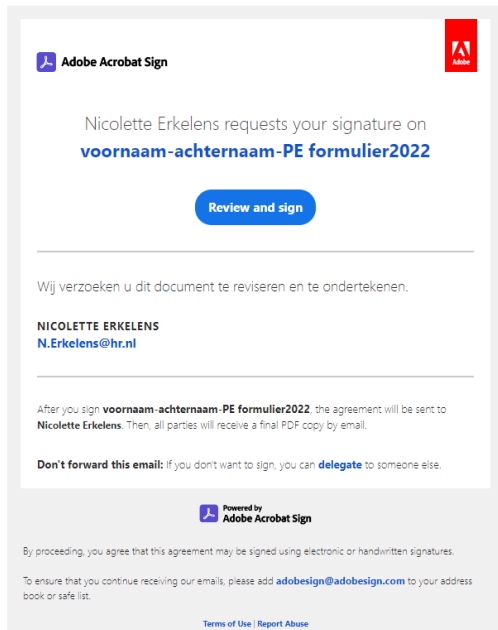 Adobe Acrobat Sign
Adobe
Nicolette Erkelens requests your signature on
voornaam-achternaam-PE formulier2022
Review and sign
Wij verzoeken u dit document te reviseren en te ondertekenen.
NICOLETTE ERKELENS
N.Erkelens@hr.nl
After you sign voornaam-achternaam-PE formulier2022, the agreement will be sent to
Nicolette Erkelens. Then, all parties will receive a final PDF copy by email.
Don't forward this email: If you don't want to sign, you can delegate to someone else.
Powered by
Adobe Acrobat Sign
By proceeding, you agree that this agreement may be signed using electronic or handwritten signatures.
To ensure that you continue receiving our emails, please add adobesign@adobesign.com to your address
book or safe list.
Terms of Use | Report Abuse